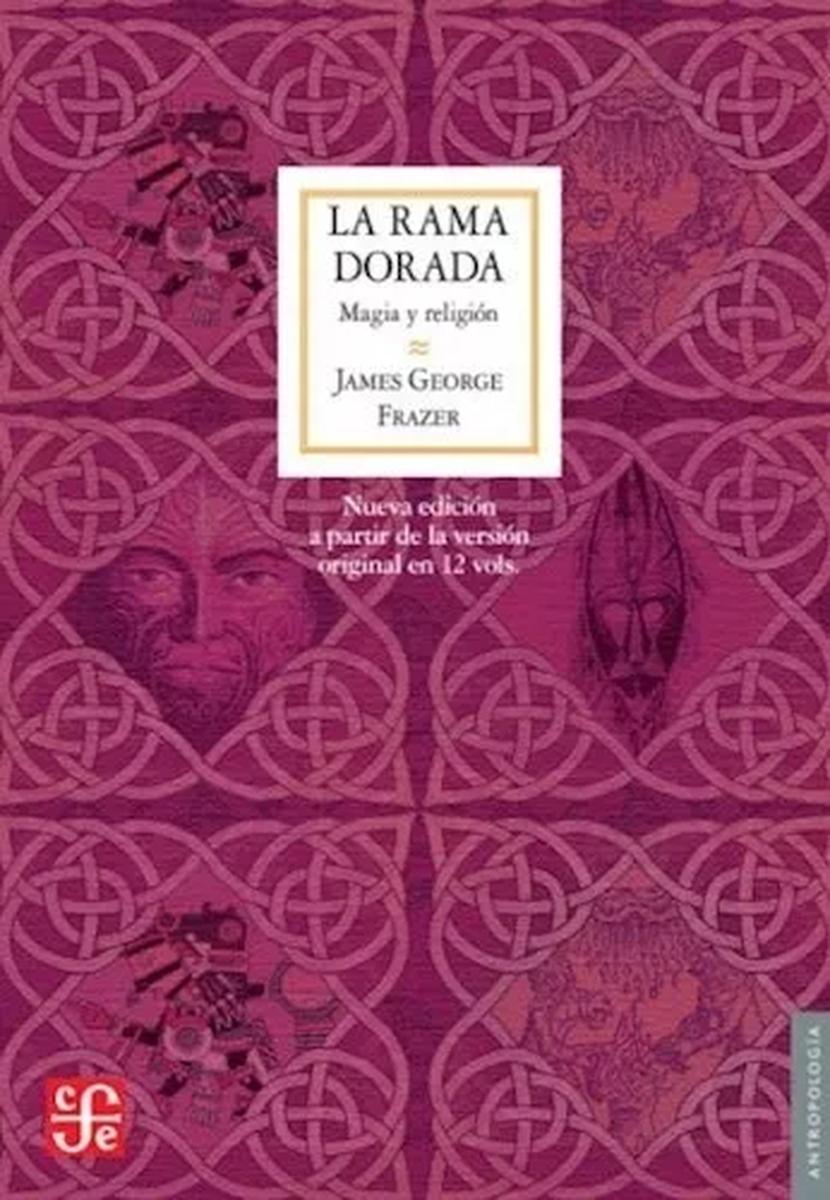 LA RAMA
DORADA
Magia y religión
≈
JAMES GEORGE
FRAZER
Nueva edición
a partir de la versión
original en 12 vols.
cfe
ANTROPOLOGÍA